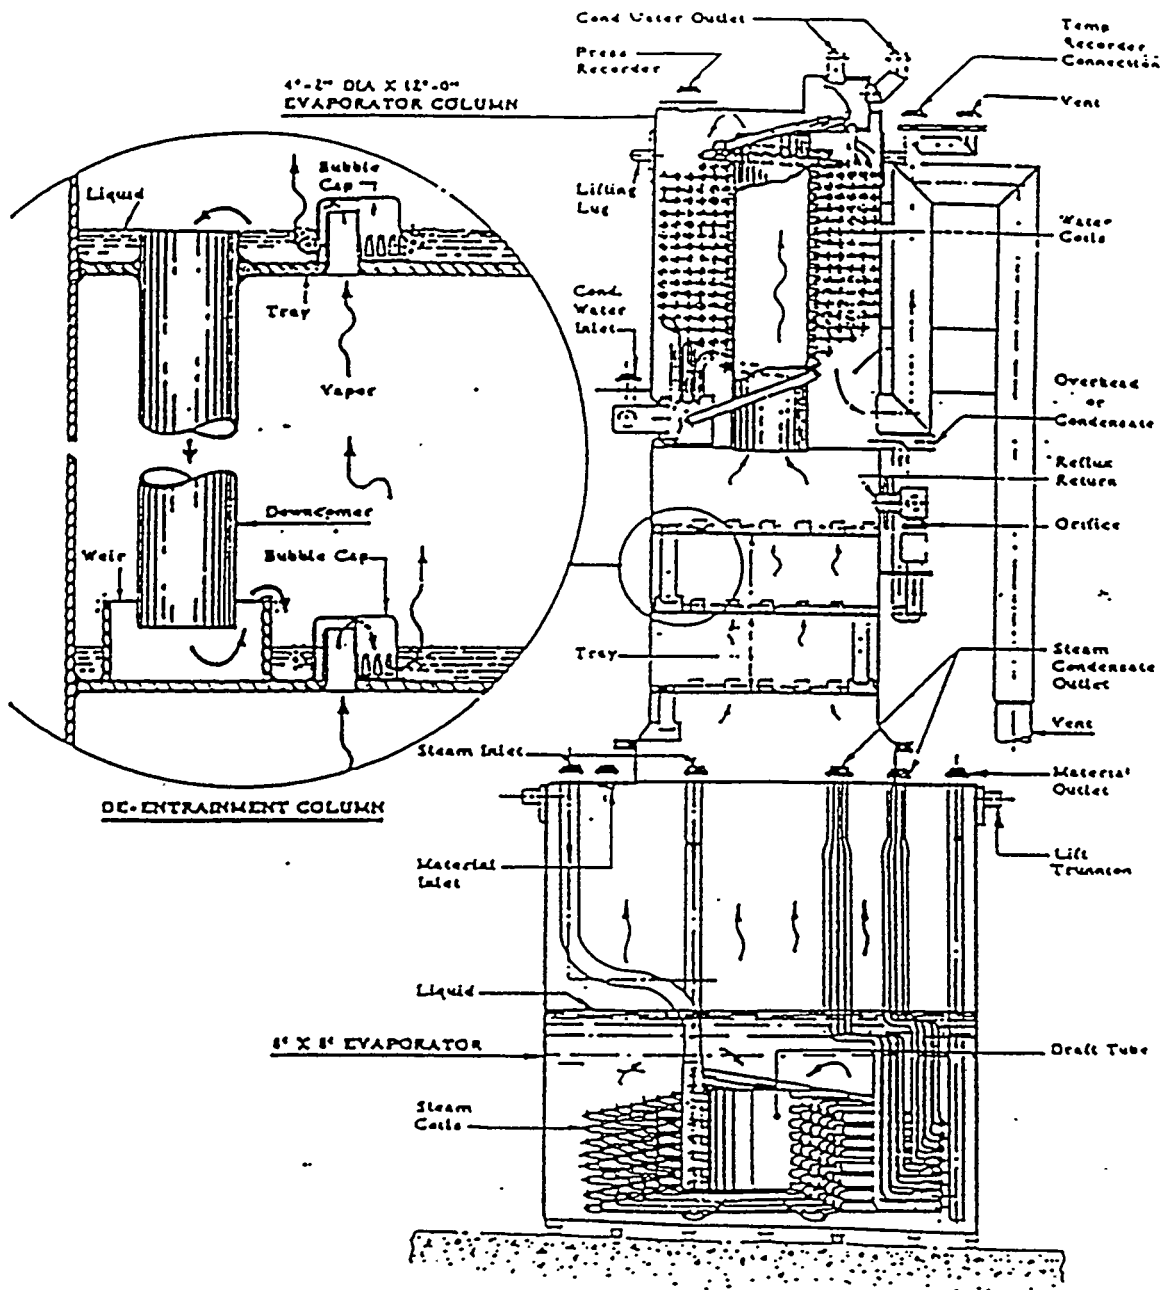 Cond Water Outlet
Temp
Recorder
Connection
Press
Recorder
Vent
4'-2" DIA X 12'-0"
EVAPORATOR COLUMN
Bubble
Cap
Liquid
Lifting
Lug
Water
Coils
Tray
Cond.
Water
Inlet
Vapor
Overhead
or
Condensate
Reflux
Return
Downcomer
Orifice
Weir
Bubble Cap
Tray
Steam
Condensate
Outlet
Vent
Steam Inlet
Material
Outlet
DE-ENTRAINMENT COLUMN
Material
Inlet
Lift
Trunnion
Liquid
8' X 8' EVAPORATOR
Draft Tube
Steam
Coils